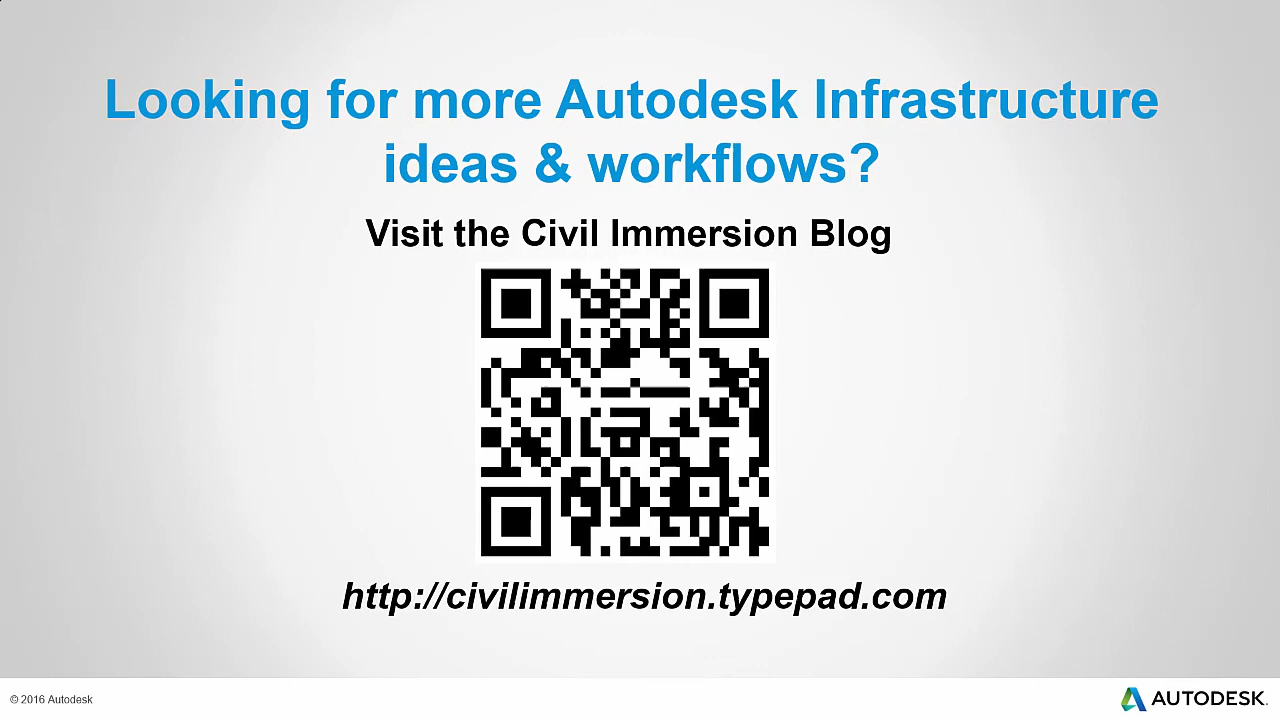 Looking for more Autodesk Infrastructure
ideas & workflows?
Visit the Civil Immersion Blog
http://civilimmersion.typepad.com
© 2016 Autodesk
AUTODESK.